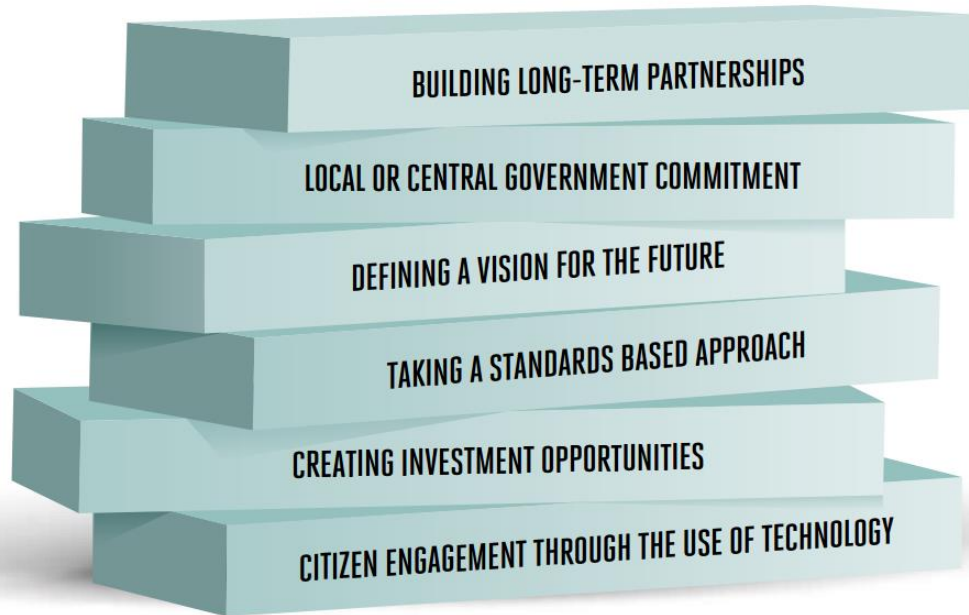 BUILDING LONG-TERM PARTNERSHIPS
LOCAL OR CENTRAL GOVERNMENT COMMITMENT
DEFINING A VISION FOR THE FUTURE
TAKING A STANDARDS BASED APPROACH
CREATING INVESTMENT OPPORTUNITIES
CITIZEN ENGAGEMENT THROUGH THE USE OF TECHNOLOGY